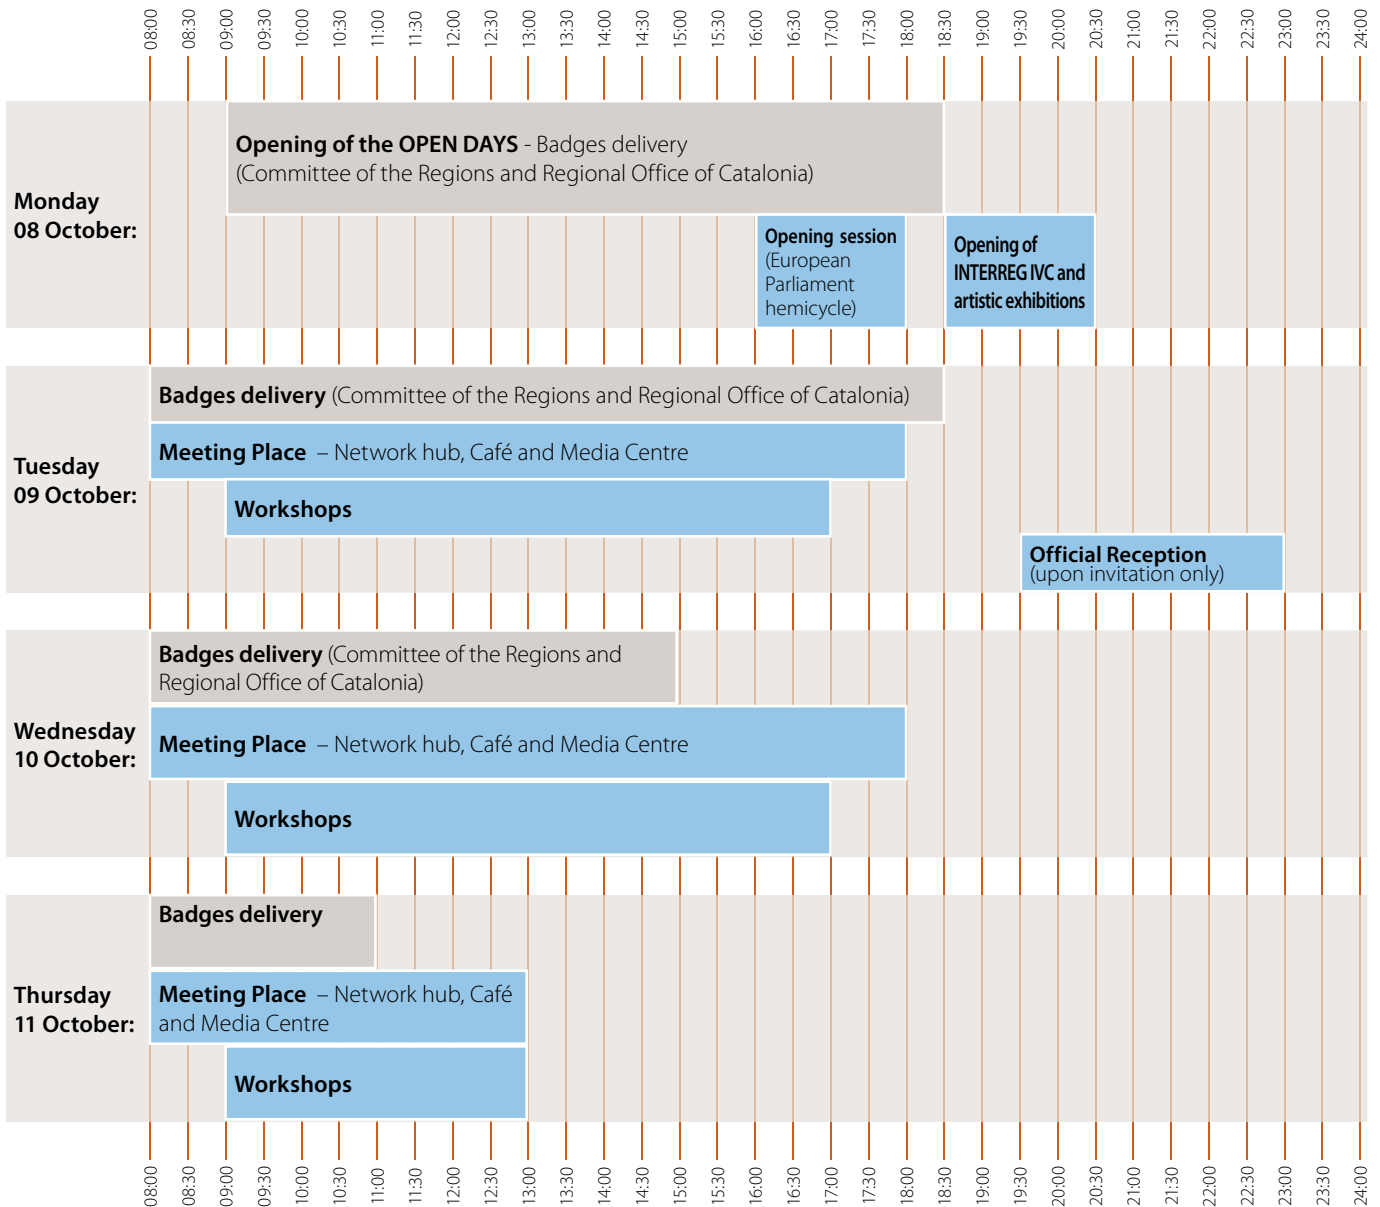 08:00 08:30 09:00 09:30 10:00 10:30 11:00 11:30 12:00 12:30 13:00 13:30 14:00 14:30 15:00 15:30 16:00 16:30 17:00 17:30 18:00 18:30 19:00 19:30 20:00 20:30 21:00 21:30 22:00 22:30 23:00 23:30 24:00
Monday
08 October:
Opening of the OPEN DAYS - Badges delivery
(Committee of the Regions and Regional Office of Catalonia)
Opening session
(European
Parliament
hemicycle)
Opening of
INTERREG IVC and
artistic exhibitions
Tuesday
09 October:
Badges delivery (Committee of the Regions and Regional Office of Catalonia)
Meeting Place – Network hub, Café and Media Centre
Workshops
Official Reception
(upon invitation only)
Wednesday
10 October:
Badges delivery (Committee of the Regions and
Regional Office of Catalonia)
Meeting Place – Network hub, Café and Media Centre
Workshops
Thursday
11 October:
Badges delivery
Meeting Place – Network hub, Café
and Media Centre
Workshops
08:00 08:30 09:00 09:30 10:00 10:30 11:00 11:30 12:00 12:30 13:00 13:30 14:00 14:30 15:00 15:30 16:00 16:30 17:00 17:30 18:00 18:30 19:00 19:30 20:00 20:30 21:00 21:30 22:00 22:30 23:00 23:30 24:00